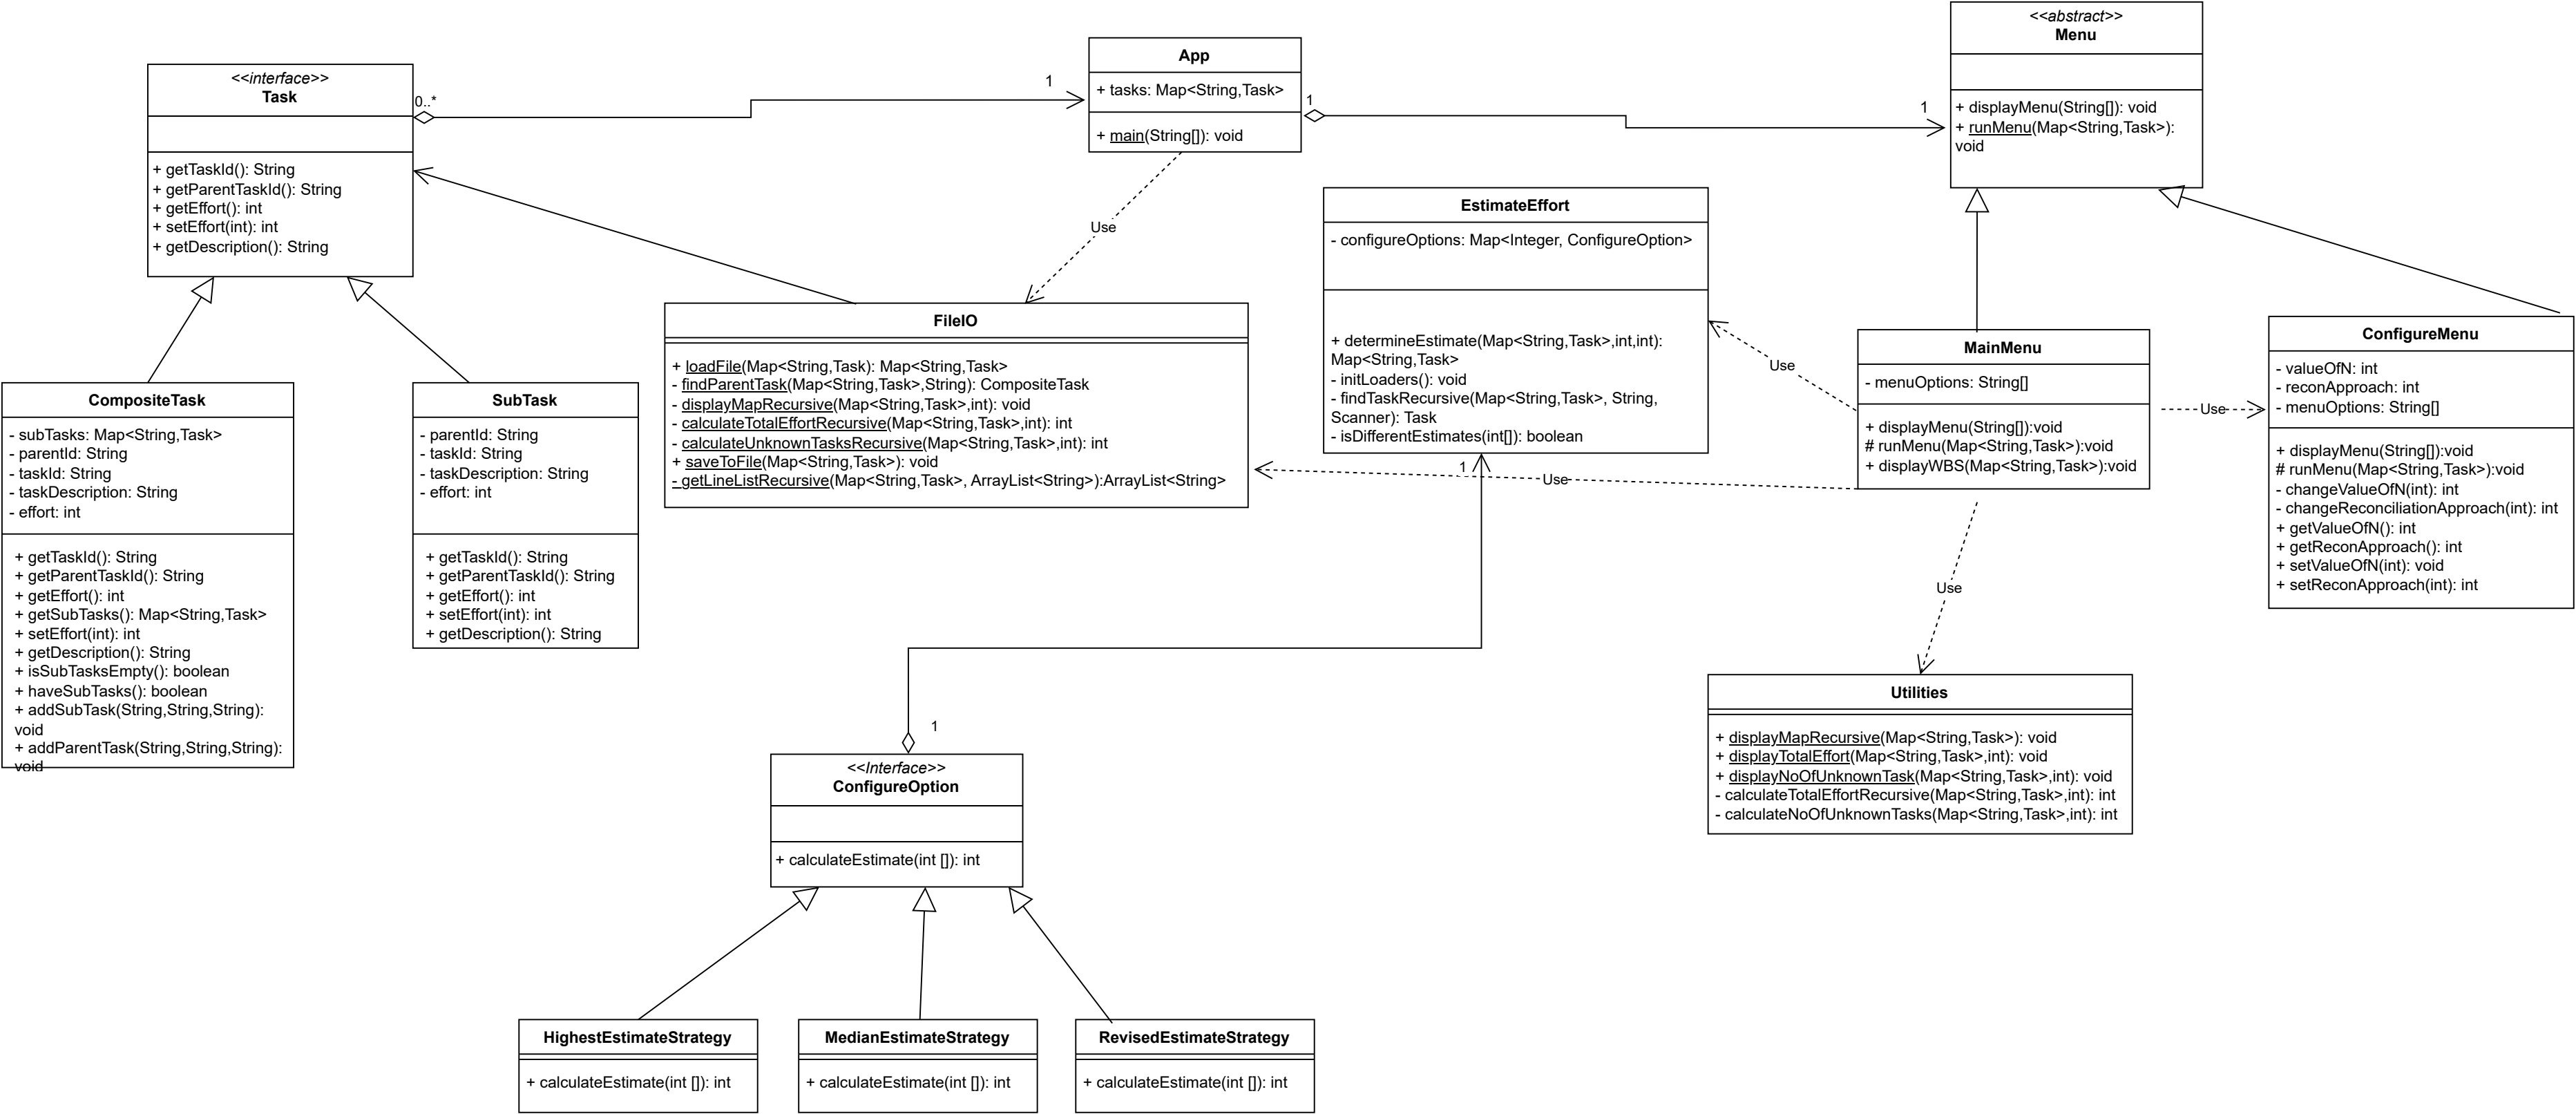 <<abstract>>
Menu
+ displayMenu(String[]): void
+ runMenu(Map<String,Task>):
void
App
+ tasks: Map<String,Task>
+ main(String[]): void
<<interface>>
Task
+ getTaskId(): String
+ getParentTaskId(): String
+ getEffort(): int
+ setEffort(int): int
+ getDescription(): String
0..*
1
1
1
Use
EstimateEffort
- configureOptions: Map<Integer, ConfigureOption>
+ determineEstimate(Map<String,Task>,int,int):
Map<String,Task>
- initLoaders(): void
- findTaskRecursive(Map<String,Task>, String,
Scanner): Task
- isDifferentEstimates(int[]): boolean
FileIO
+ loadFile(Map<String,Task): Map<String,Task>
- findParentTask(Map<String,Task>,String): CompositeTask
- displayMapRecursive(Map<String,Task>,int): void
- calculateTotalEffortRecursive(Map<String,Task>,int): int
- calculateUnknownTasksRecursive(Map<String,Task>,int): int
+ saveToFile(Map<String,Task>): void
- getLineListRecursive(Map<String,Task>, ArrayList<String>):ArrayList<String>
Use
MainMenu
- menuOptions: String[]
+ displayMenu(String[]):void
# runMenu(Map<String,Task>):void
+ displayWBS(Map<String,Task>):void
Use
ConfigureMenu
- valueOfN: int
- reconApproach: int
- menuOptions: String[]
+ displayMenu(String[]):void
# runMenu(Map<String,Task>):void
- changeValueOfN(int): int
- changeReconciliationApproach(int): int
+ getValueOfN(): int
+ getReconApproach(): int
+ setValueOfN(int): void
+ setReconApproach(int): int
CompositeTask
- subTasks: Map<String,Task>
- parentId: String
- taskId: String
- taskDescription: String
- effort: int
+ getTaskId(): String
+ getParentTaskId(): String
+ getEffort(): int
+ getSubTasks(): Map<String,Task>
+ setEffort(int): int
+ getDescription(): String
+ isSubTasksEmpty(): boolean
+ haveSubTasks(): boolean
+ addSubTask(String,String,String):
void
+ addParentTask(String,String,String):
void
SubTask
- parentId: String
- taskId: String
- taskDescription: String
- effort: int
+ getTaskId(): String
+ getParentTaskId(): String
+ getEffort(): int
+ setEffort(int): int
+ getDescription(): String
1
Use
Use
Utilities
+ displayMapRecursive(Map<String,Task>): void
+ displayTotalEffort(Map<String,Task>,int): void
+ displayNoOfUnknownTask(Map<String,Task>,int): void
- calculateTotalEffortRecursive(Map<String,Task>,int): int
- calculateNoOfUnknownTasks(Map<String,Task>,int): int
1
<<Interface>>
ConfigureOption
+ calculateEstimate(int []): int
HighestEstimateStrategy
+ calculateEstimate(int []): int
MedianEstimateStrategy
+ calculateEstimate(int []): int
RevisedEstimateStrategy
+ calculateEstimate(int []): int